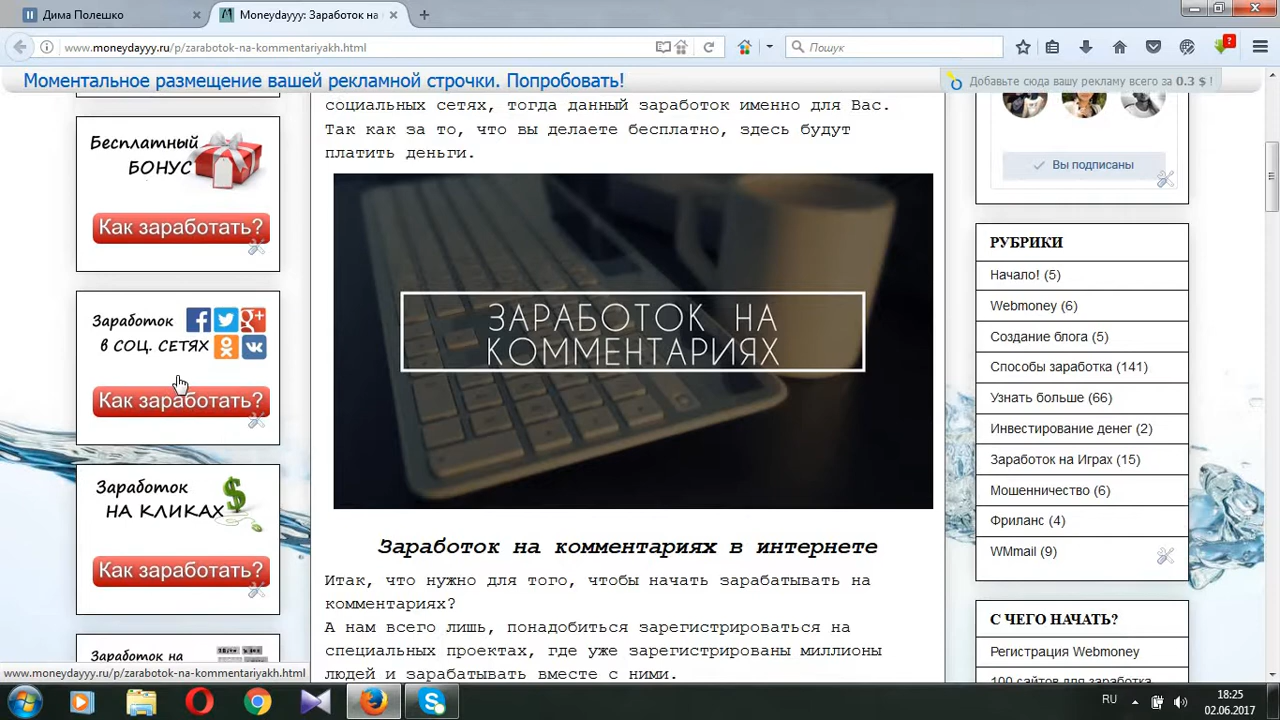 Дима Полешко
Moneydayyy: Заработок на
www.moneydayyy.ru/p/zarabotok-na-kommentariyakh.html
Поиск
Моментальное размещение вашей рекламной строчки. Попробовать!
Добавьте сюда вашу рекламу всего за 0.3 $ !
Бесплатный
БОНУС
Как заработать?
Заработок
в СОЦ. СЕТЯХ
Как заработать?
Заработок
НА КЛИКАХ
Как заработать?
Заработок на
социальных сетях, тогда данный заработок именно для Вас.
Так как за то, что вы делаете бесплатно, здесь будут
платить деньги.
ЗАРАБОТОК НА
КОММЕНТАРИЯХ
Заработок на комментариях в интернете
Итак, что нужно для того, чтобы начать зарабатывать на
комментариях?
А нам всего лишь, понадобиться зарегистрироваться на
специальных проектах, где уже зарегистрированы миллионы
людей и зарабатывать вместе с ними.
Вы подписаны
РУБРИКИ
Начало! (5)
Webmoney (6)
Создание блога (5)
Способы заработка (141)
Узнать больше (66)
Инвестирование денег (2)
Заработок на Играх (15)
Мошенничество (6)
Фриланс (4)
WMmail (9)
С ЧЕГО НАЧАТЬ?
Регистрация Webmoney
100 сайтов для заработка
www.moneydayyy.ru/p/zarabotok-na-kommentariyakh.html
RU
18:25
02.06.2017